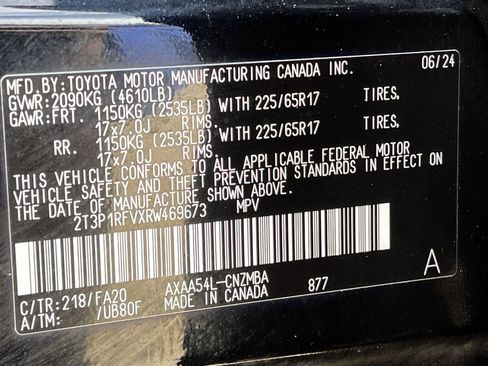 MFD. BY: TOYOTA MOTOR MANUFACTURING CANADA INC. 06/24
GVWR: 2090KG (4610LB)
GAWR: FRT. 1150KG (2535LB) WITH 225/65R17 TIRES,
17x7.0J RIMS,
RR. 1150KG (2535LB) WITH 225/65R17 TIRES,
17x7.0J RIMS
THIS VEHICLE CONFORMS TO ALL APPLICABLE FEDERAL MOTOR
VEHICLE SAFETY AND THEFT PREVENTION STANDARDS IN EFFECT ON
THE DATE OF MANUFACTURE SHOWN ABOVE.
2T3P1RFVXRW469673 MPV
C/TR: 218/FA20 AXAA54L-CNZMBA 877 A
A/TM: /UB80F MADE IN CANADA